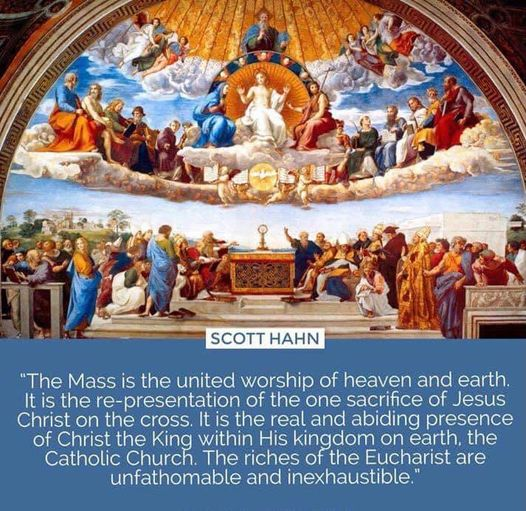 SCOTT HAHN
"The Mass is the united worship of heaven and earth.
It is the re-presentation of the one sacrifice of Jesus
Christ on the cross. It is the real and abiding presence
of Christ the King within His kingdom on earth, the
Catholic Church. The riches of the Eucharist are
unfathomable and inexhaustible."